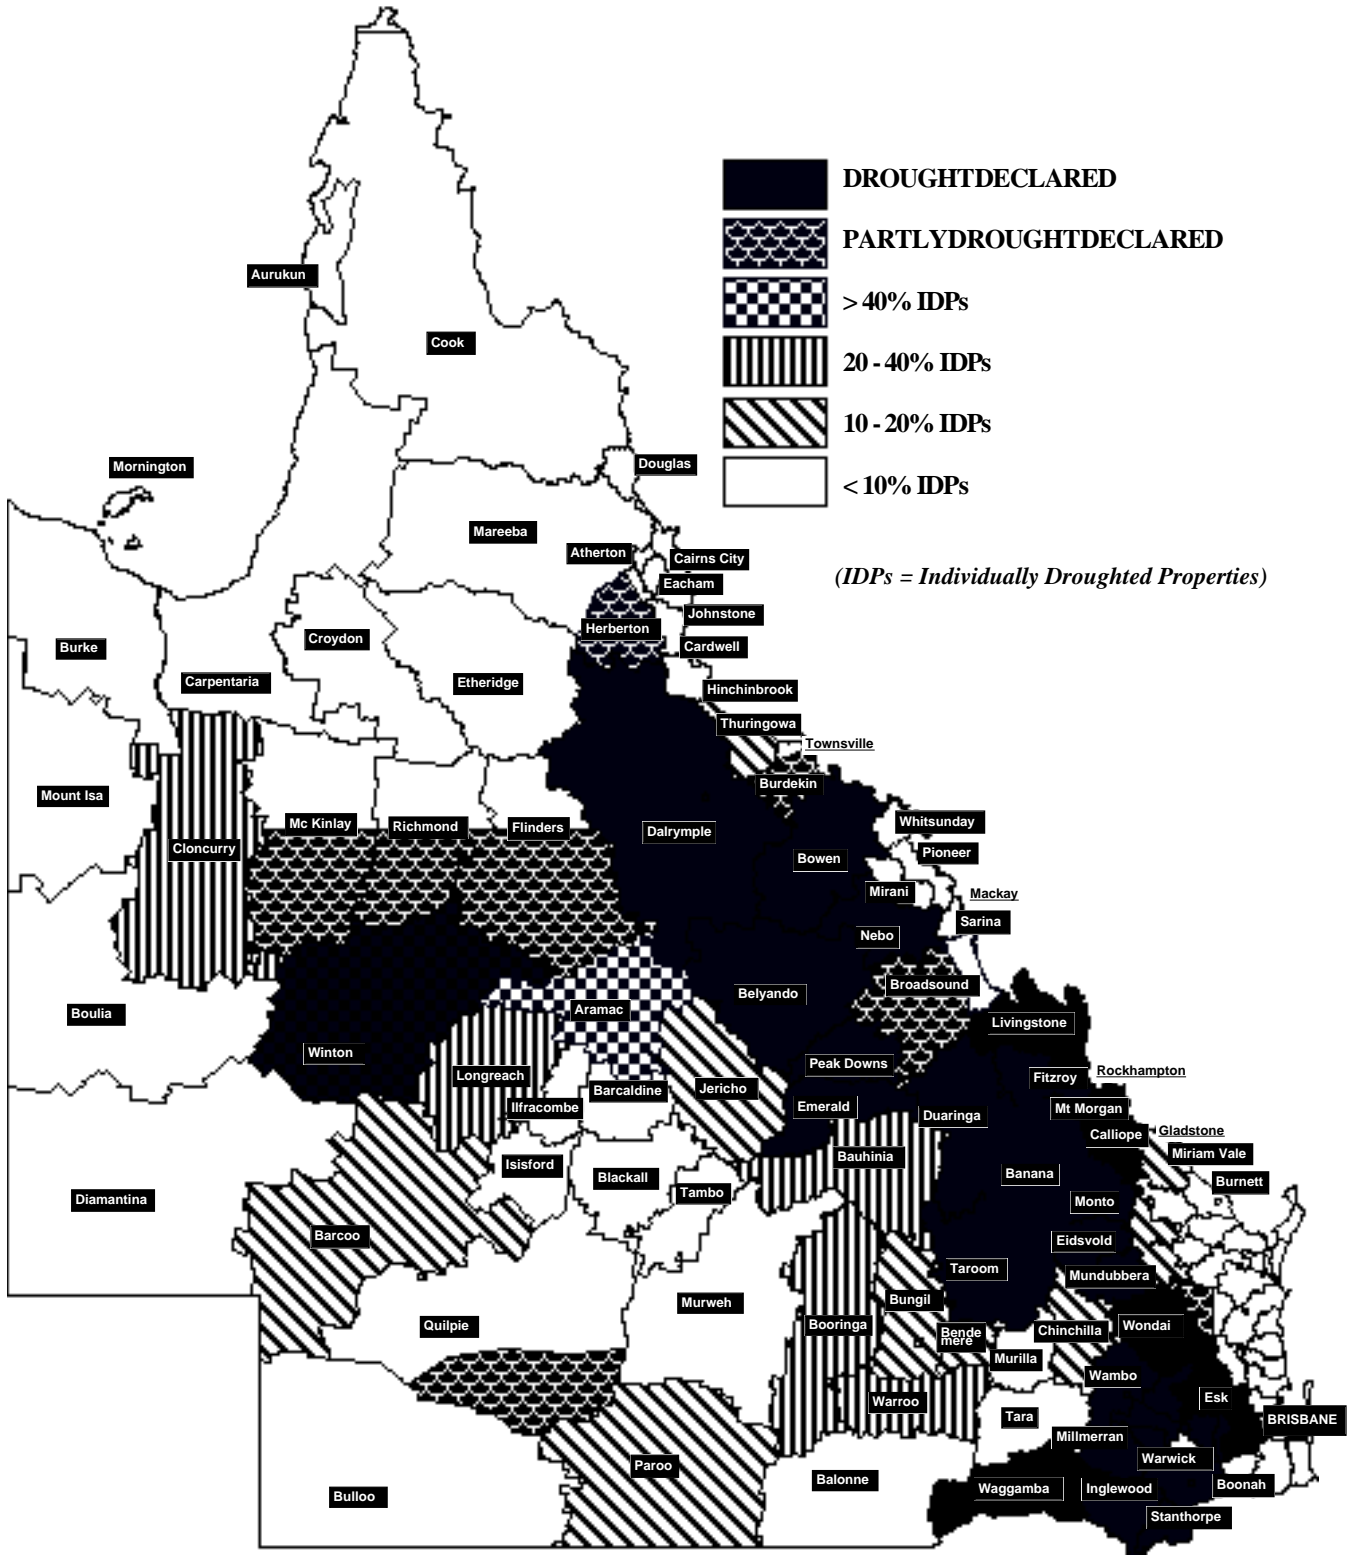 DROUGHTDECLARED
PARTLYDROUGHTDECLARED
> 40% IDPs
20 - 40% IDPs
10 - 20% IDPs
< 10% IDPs
(IDPs = Individually Droughted Properties)
Aurukun
Cook
Mornington
Douglas
Mareeba
Atherton
Cairns City
Eacham
Johnstone
Herberton
Cardwell
Burke
Croydon
Carpentaria
Etheridge
Hinchinbrook
Thuringowa
Townsville
Burdekin
Mount Isa
Mc Kinlay
Richmond
Flinders
Whitsunday
Dalrymple
Cloncurry
Bowen
Pioneer
Mirani
Mackay
Sarina
Nebo
Broadsound
Belyando
Aramac
Boulia
Livingstone
Winton
Longreach
Peak Downs
Rockhampton
Fitzroy
Jericho
Barcaldine
Ilfracombe
Emerald
Duaringa
Mt Morgan
Calliope
Gladstone
Miriam Vale
Isisford
Bauhinia
Blackall
Tambo
Banana
Burnett
Diamantina
Monto
Barcoo
Eidsvold
Taroom
Mundubbera
Murweh
Bungil
Quilpie
Booringa
Bende
mere
Chinchilla
Wondai
Murilla
Wambo
Warroo
Esk
Tara
BRISBANE
Millmerran
Warwick
Paroo
Balonne
Boonah
Waggamba
Inglewood
Bulloo
Stanthorpe